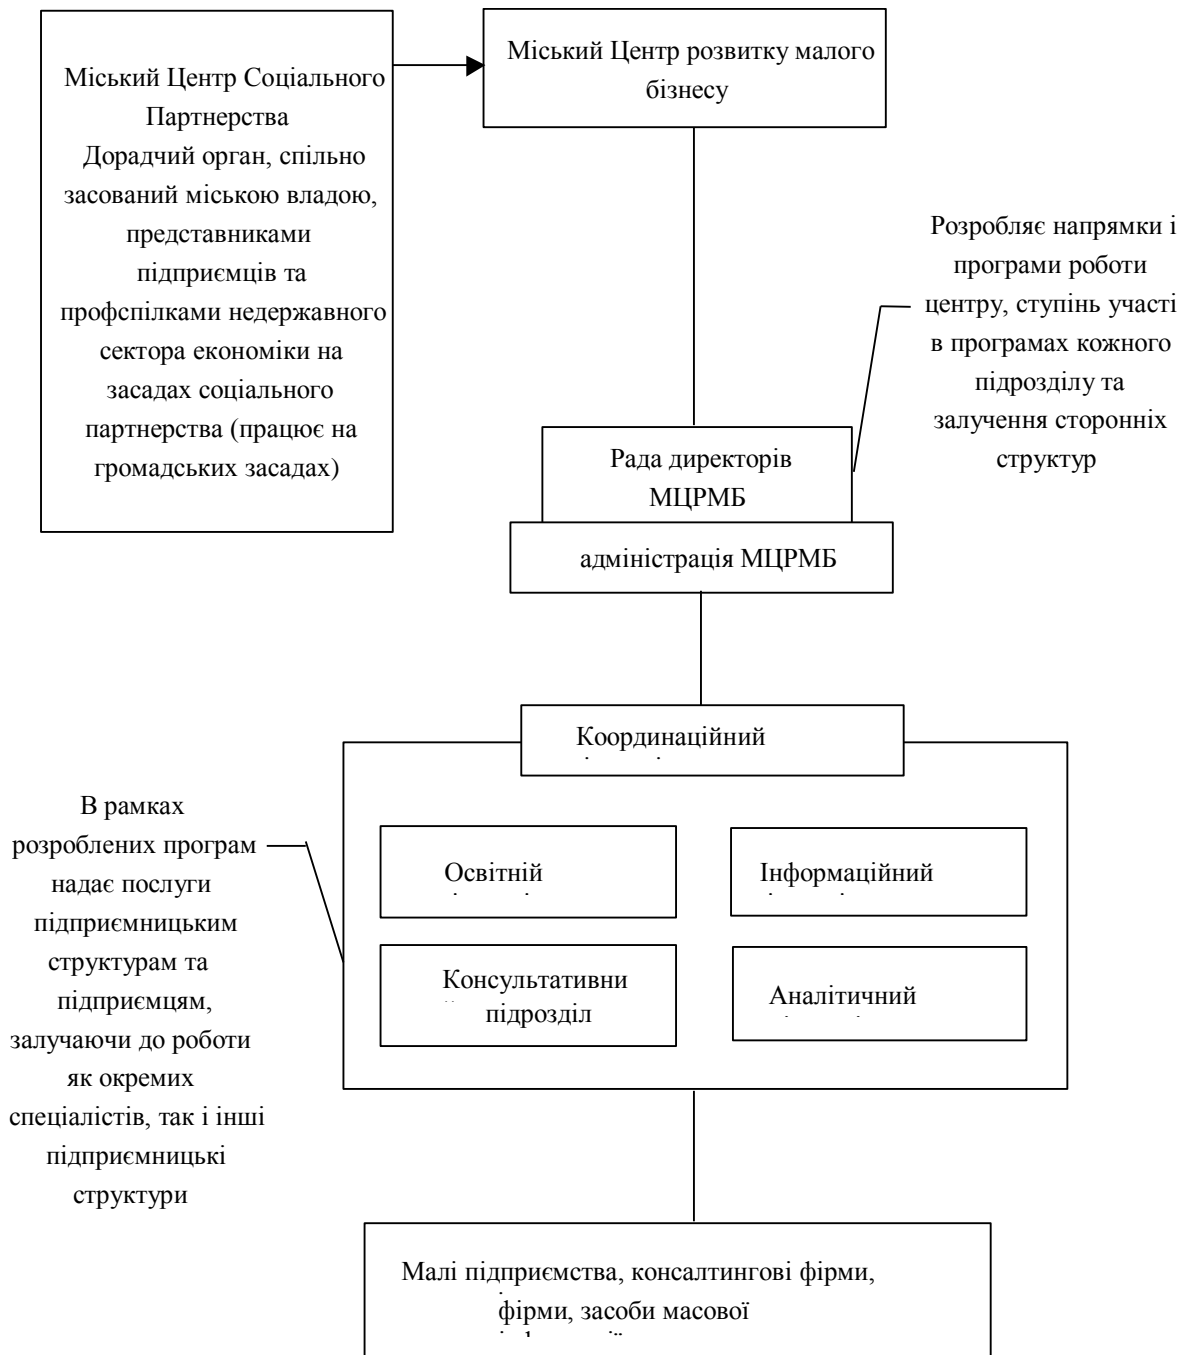 Міський Центр Соціального
Партнерства
Дорадчий орган, спільно
засований міською владою,
представниками
підприємців та
профспілками недержавного
сектора економіки на
засадах соціального
партнерства (працює на
громадських засадах)
Міський Центр розвитку малого
бізнесу
Розробляє напрямки і
програми роботи
центру, ступінь участі
в програмах кожного
підрозділу та
залучення сторонніх
структур
Рада директорів
МЦРМБ
адміністрація МЦРМБ
Координаційний
В рамках
розроблених програм
надає послуги
підприємницьким
структурам та
підприємцям,
залучаючи до роботи
як окремих
спеціалістів, так і інші
підприємницькі
структури
Освітній
Інформаційний
Консультативни
підрозділ
Аналітичний
Малі підприємства, консалтингові фірми,
фірми, засоби масової